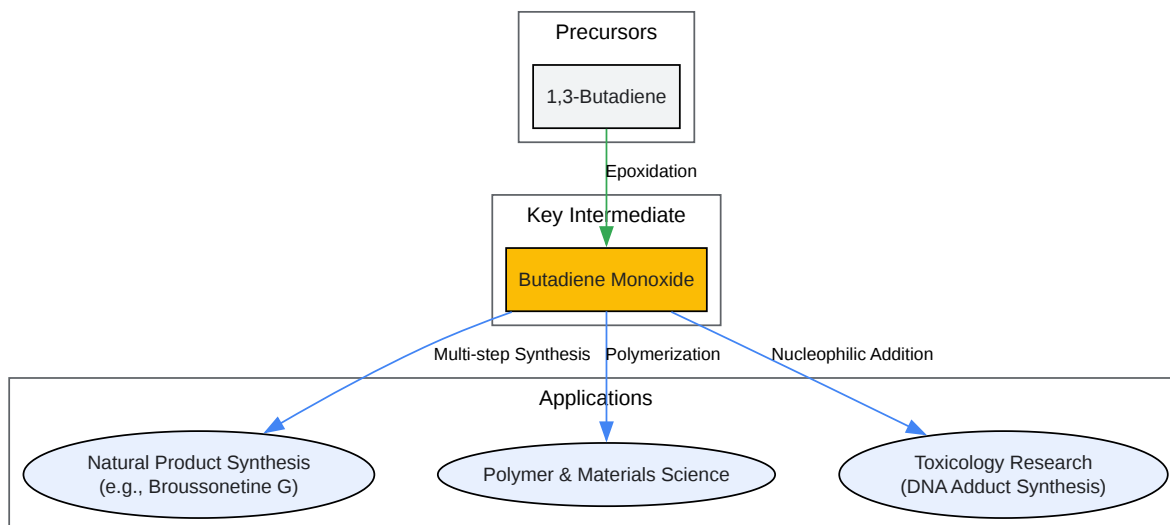 Precursors
1,3-Butadiene
Epoxidation
Key Intermediate
Butadiene Monoxide
Multi-step Synthesis
Polymerization
Nucleophilic Addition
Applications
Natural Product Synthesis
(e.g., Broussonetine G)
Polymer & Materials Science
Toxicology Research
(DNA Adduct Synthesis)